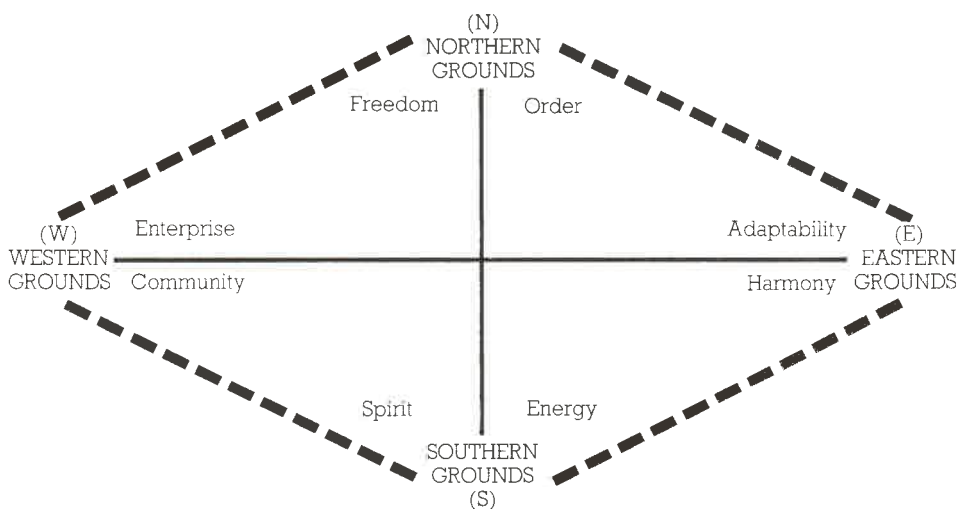 (N)
NORTHERN
GROUNDS
Freedom
Order
(W)
WESTERN
GROUNDS
Enterprise
Community
Adaptability
Harmony
(E)
EASTERN
GROUNDS
Spirit
Energy
SOUTHERN
GROUNDS
(S)